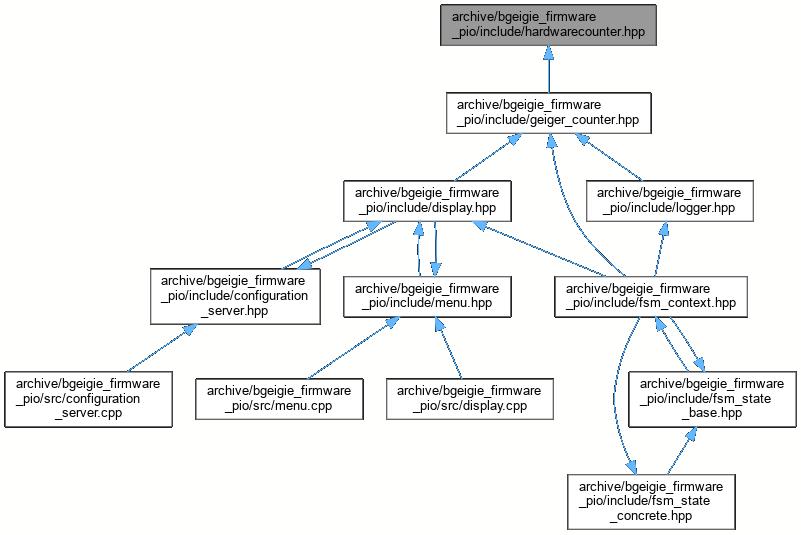 archive/bgeigie_firmware
_pio/include/hardwarecounter.hpp
archive/bgeigie_firmware
_pio/include/geiger_counter.hpp
archive/bgeigie_firmware
_pio/include/display.hpp
archive/bgeigie_firmware
_pio/include/logger.hpp
archive/bgeigie_firmware
_pio/include/configuration
_server.hpp
archive/bgeigie_firmware
_pio/include/menu.hpp
archive/bgeigie_firmware
_pio/include/fsm_context.hpp
archive/bgeigie_firmware
_pio/src/configuration
_server.cpp
archive/bgeigie_firmware
_pio/src/menu.cpp
archive/bgeigie_firmware
_pio/src/display.cpp
archive/bgeigie_firmware
_pio/include/fsm_state
_base.hpp
archive/bgeigie_firmware
_pio/include/fsm_state
_concrete.hpp